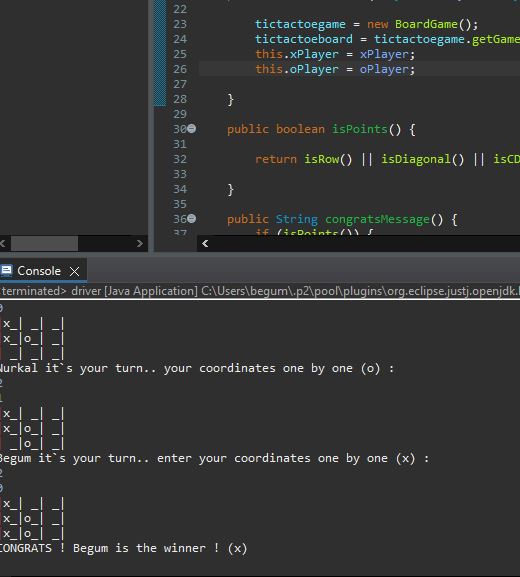 22
23 tictactoegame = new BoardGame();
24 tictactoeboard = tictactoegame.getGame
25 this.xPlayer = xPlayer;
26 this.oPlayer = oPlayer;
27
28 }
29
30 public boolean isPoints() {
31
32 return isRow() || isDiagonal() || isCD
33
34 }
35
36 public String congratsMessage() {
37 if (isPoints()) {
Console
terminated> driver [Java Application] C:\Users\begum\.p2\pool\plugins\org.eclipse.justj.openjdk.
0
x_| _| _|
x_|o_| _|
_| _| _|
Nurkal it`s your turn.. your coordinates one by one (o) :
2
1
x_| _| _|
x_|o_| _|
_|o_| _|
Begum it`s your turn.. enter your coordinates one by one (x) :
2
0
x_| _| _|
x_|o_| _|
x_|o_| _|
CONGRATS ! Begum is the winner ! (x)